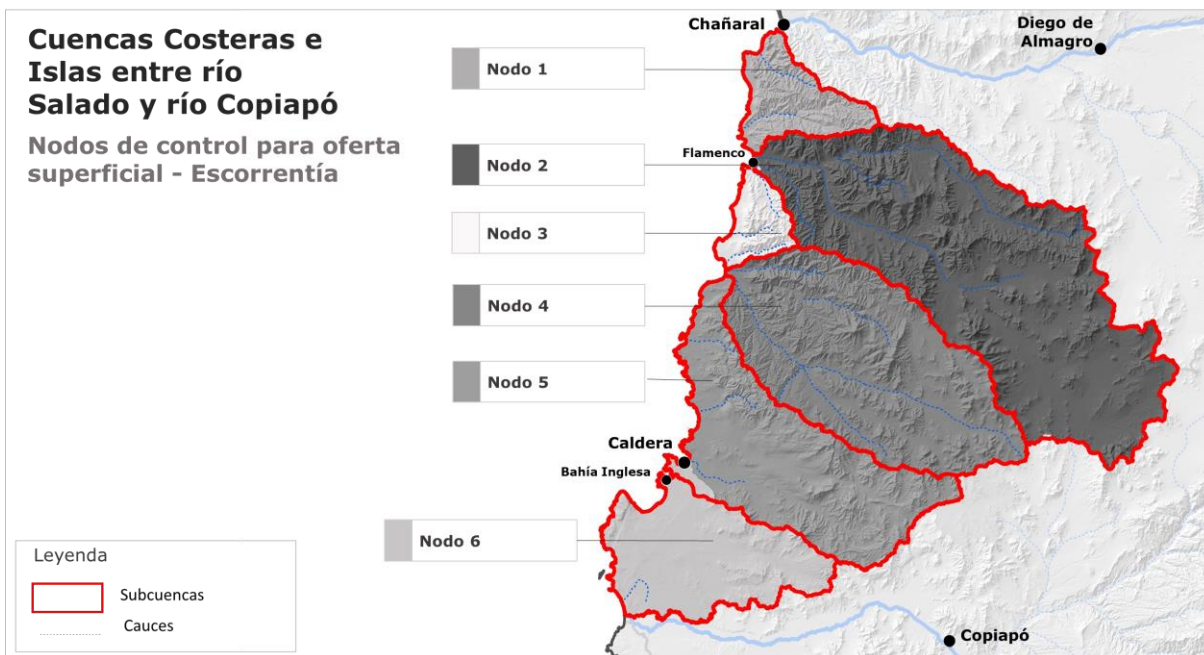 Cuencas Costeras e
Islas entre río
Salado y río Copiapó
Nodos de control para oferta
superficial - Escorrentía
Nodo 1
Nodo 2
Nodo 3
Nodo 4
Nodo 5
Nodo 6
Chañaral
Diego de
Almagro
Flamenco
Caldera
Bahía Inglesa
Copiapó
Leyenda
Subcuencas
Cauces